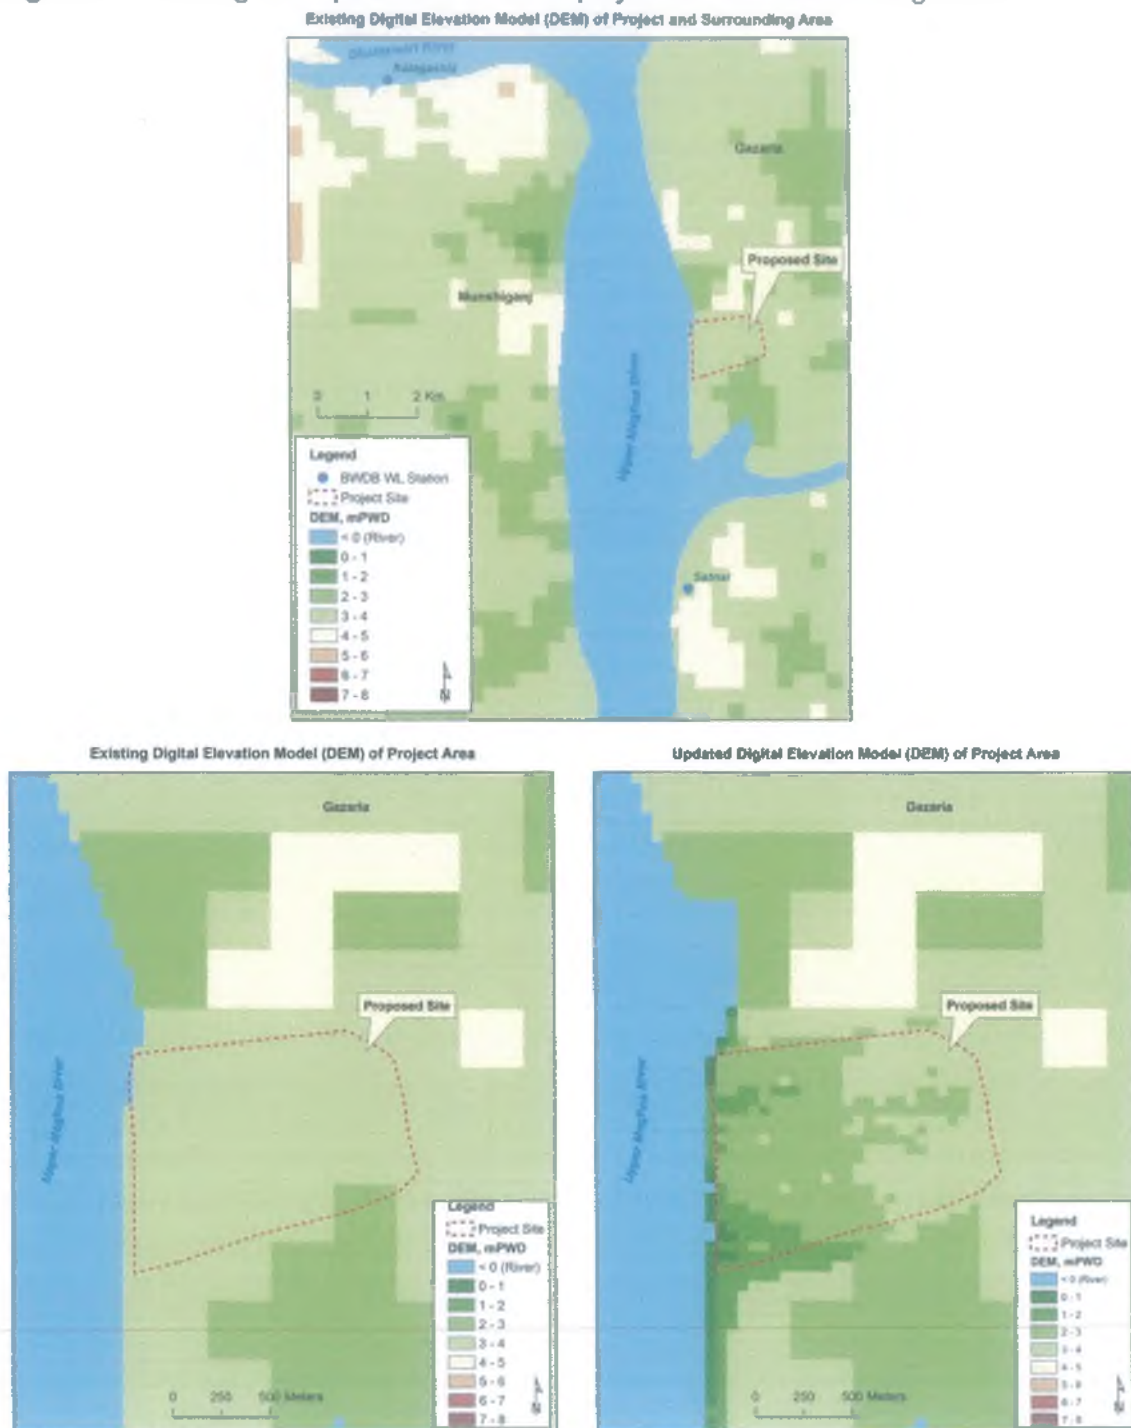 Existing Digital Elevation Model (DEM) of Project and Surrounding Area
River
Gazaria
Proposed Site
Munshiganj
Upper Meghna River
0 1 2 Km
Legend
BWDB WL Station
Project Site
DEM, mPWD
< 0 (River)
0 - 1
1 - 2
2 - 3
3 - 4
4 - 5
5 - 6
6 - 7
7 - 8
N
Satnal
Existing Digital Elevation Model (DEM) of Project Area
Gazaria
Proposed Site
Upper Meghna River
Legend
Project Site
DEM, mPWD
< 0 (River)
0 - 1
1 - 2
2 - 3
3 - 4
4 - 5
5 - 6
6 - 7
7 - 8
0 250 500 Meters
N
Updated Digital Elevation Model (DEM) of Project Area
Gazaria
Proposed Site
Upper Meghna River
Legend
Project Site
DEM, mPWD
< 0 (River)
0 - 1
1 - 2
2 - 3
3 - 4
4 - 5
5 - 6
6 - 7
7 - 8
0 250 500 Meters
N